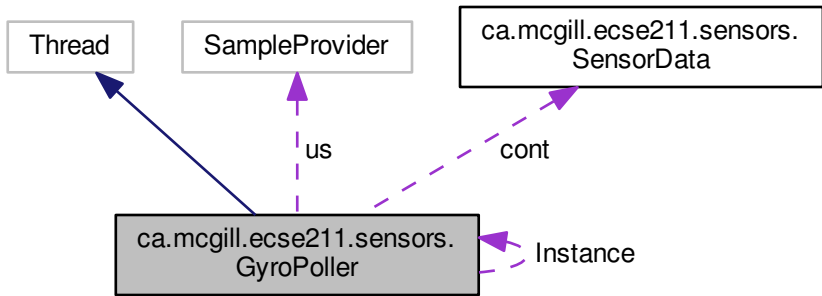 Thread
SampleProvider
ca.mcgill.ecse211.sensors.
SensorData
us
cont
ca.mcgill.ecse211.sensors.
GyroPoller
Instance